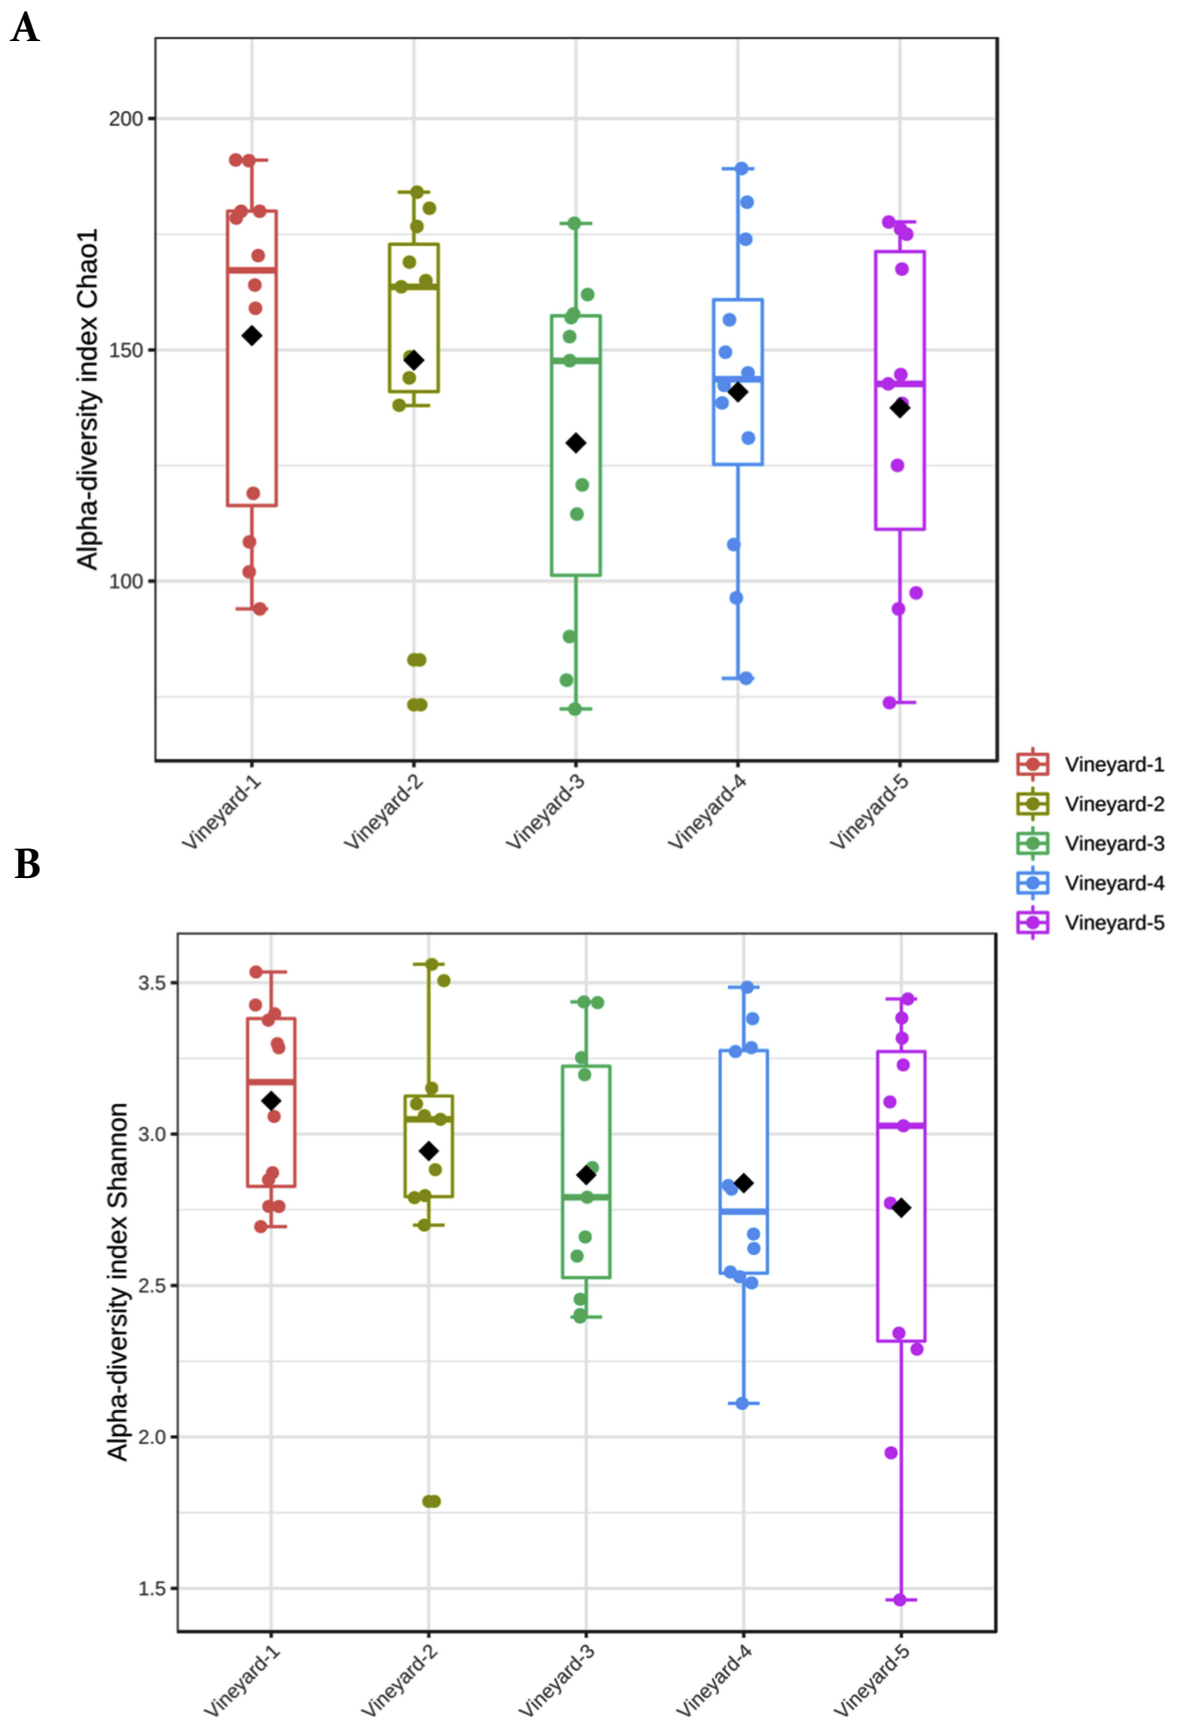 A
Alpha-diversity index Chao1
200
150
100
Vineyard-1
Vineyard-2
Vineyard-3
Vineyard-4
Vineyard-5
Vineyard-1
Vineyard-2
Vineyard-3
Vineyard-4
Vineyard-5
B
Alpha-diversity index Shannon
3.5
3.0
2.5
2.0
1.5
Vineyard-1
Vineyard-2
Vineyard-3
Vineyard-4
Vineyard-5